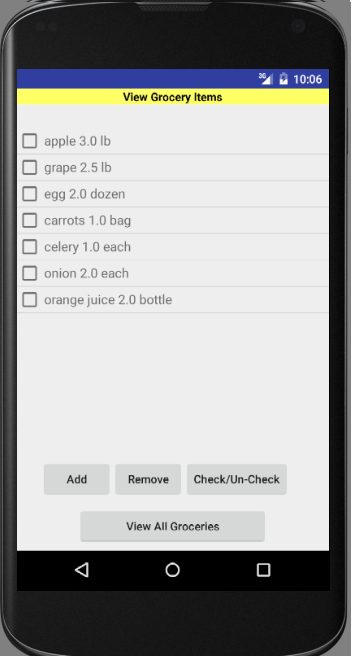 3G 10:06
View Grocery Items
apple 3.0 lb
grape 2.5 lb
egg 2.0 dozen
carrots 1.0 bag
celery 1.0 each
onion 2.0 each
orange juice 2.0 bottle
Add Remove Check/Un-Check
View All Groceries